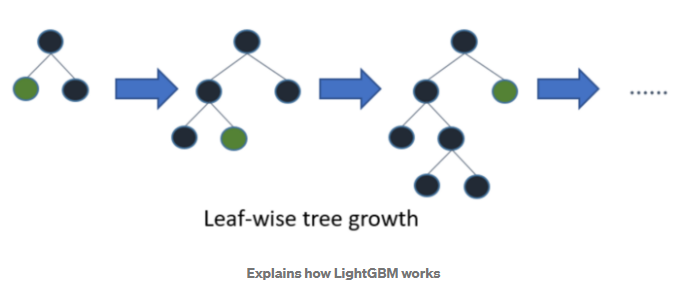 ......
Leaf-wise tree growth
Explains how LightGBM works